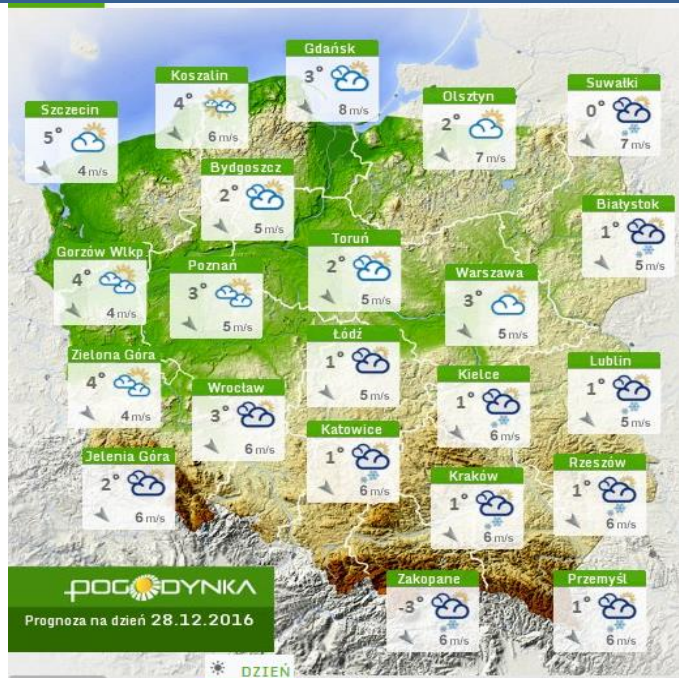 Gdańsk
3°
8 m/s
Koszalin
4°
6 m/s
Suwałki
0°
7 m/s
Olsztyn
2°
7 m/s
Szczecin
5°
4 m/s
Bydgoszcz
2°
5 m/s
Białystok
1°
5 m/s
Toruń
2°
5 m/s
Gorzów Wlkp
4°
4 m/s
Poznań
3°
5 m/s
Warszawa
3°
5 m/s
Łódź
1°
5 m/s
Zielona Góra
4°
4 m/s
Lublin
1°
5 m/s
Kielce
1°
6 m/s
Wrocław
3°
6 m/s
Katowice
1°
6 m/s
Jelenia Góra
2°
6 m/s
Rzeszów
1°
6 m/s
Kraków
1°
6 m/s
Zakopane
-3°
6 m/s
Przemyśl
1°
6 m/s
POGODYNKA
Prognoza na dzień 28.12.2016
DZIEŃ